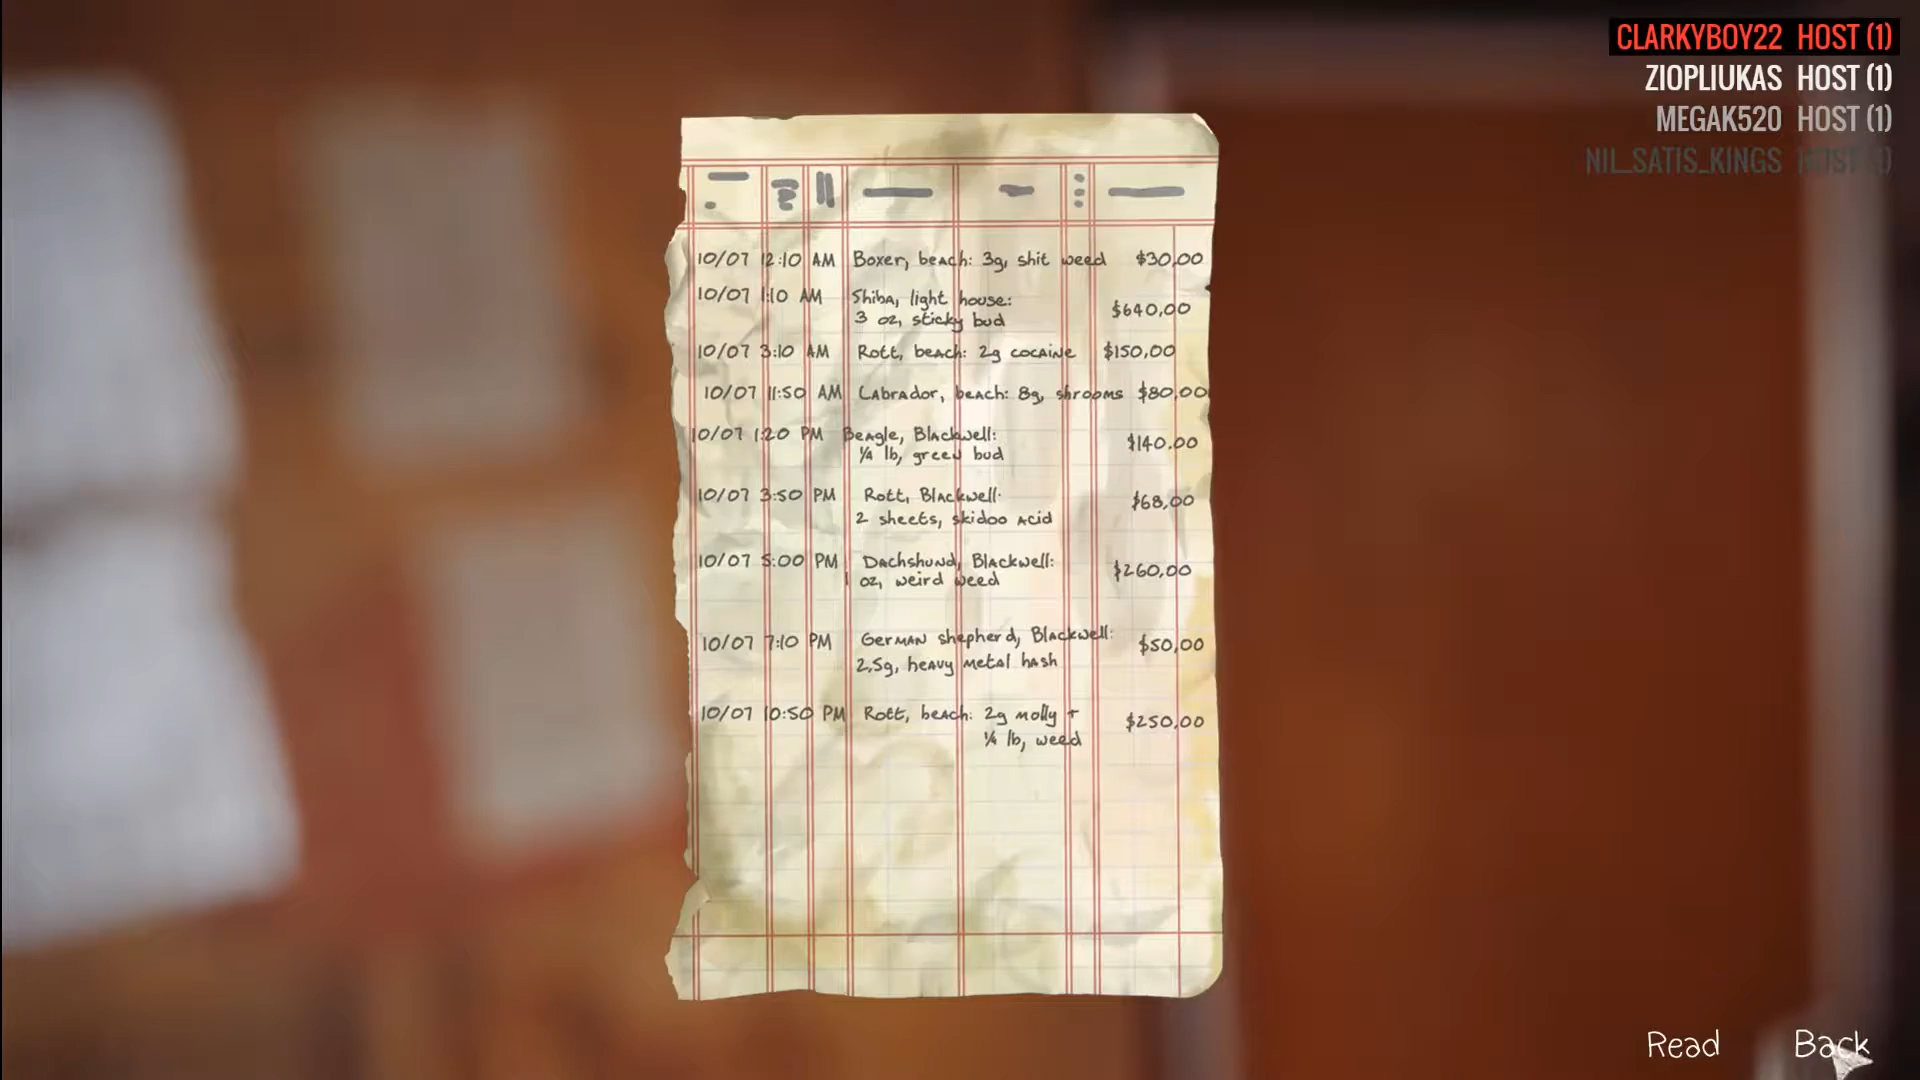 CLARKYBOY22 HOST (1)
ZIOPLIUKAS HOST (1)
MEGAK520 HOST (1)
NIL_SATIS_KINGS HOST (1)
10/07 12:10 AM Boxer, beach: 3g, shit weed $30,00
10/07 1:10 AM Shiba, light house:
3 oz, sticky bud $640,00
10/07 3:10 AM Rott, beach: 2g cocaine $150,00
10/07 11:50 AM Labrador, beach: 8g, shrooms $80,00
10/07 1:20 PM Beagle, Blackwell:
¼ lb, green bud $140.00
10/07 3:50 PM Rott, Blackwell:
2 sheets, skidoo acid $68,00
10/07 5:00 PM Dachshund, Blackwell:
1 oz, weird weed $260,00
10/07 7:10 PM German shepherd, Blackwell:
2,5g, heavy metal hash $50,00
10/07 10:50 PM Rott, beach: 2g molly +
¼ lb, weed $250,00
Read Back